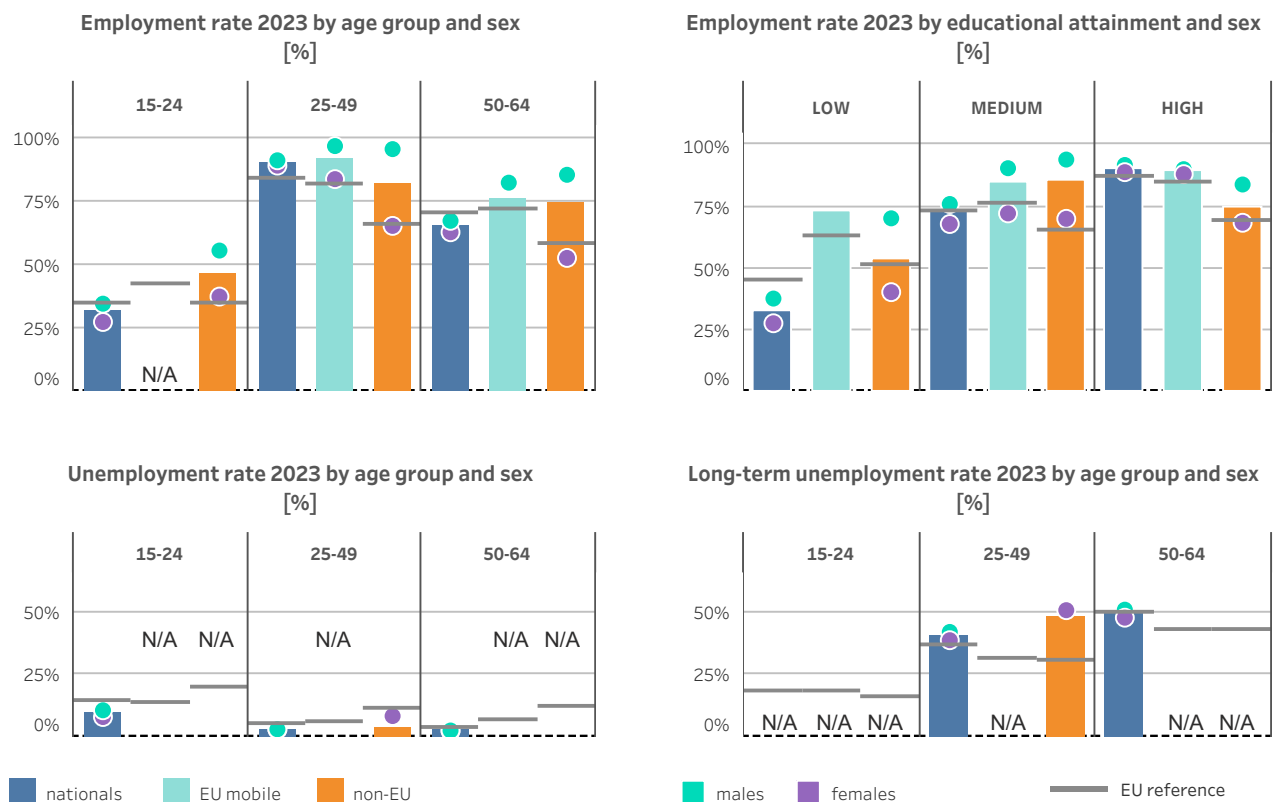 Employment rate 2023 by age group and sex
[%]
15-24
25-49
50-64
100%
75%
50%
25%
0%
N/A
Employment rate 2023 by educational attainment and sex
[%]
LOW
MEDIUM
HIGH
100%
75%
50%
25%
0%
Unemployment rate 2023 by age group and sex
[%]
15-24
25-49
50-64
50%
N/A N/A N/A N/A N/A
25%
0%
Long-term unemployment rate 2023 by age group and sex
[%]
15-24
25-49
50-64
50%
25%
0%
N/A N/A N/A N/A N/A N/A
nationals
EU mobile
non-EU
males
females
EU reference